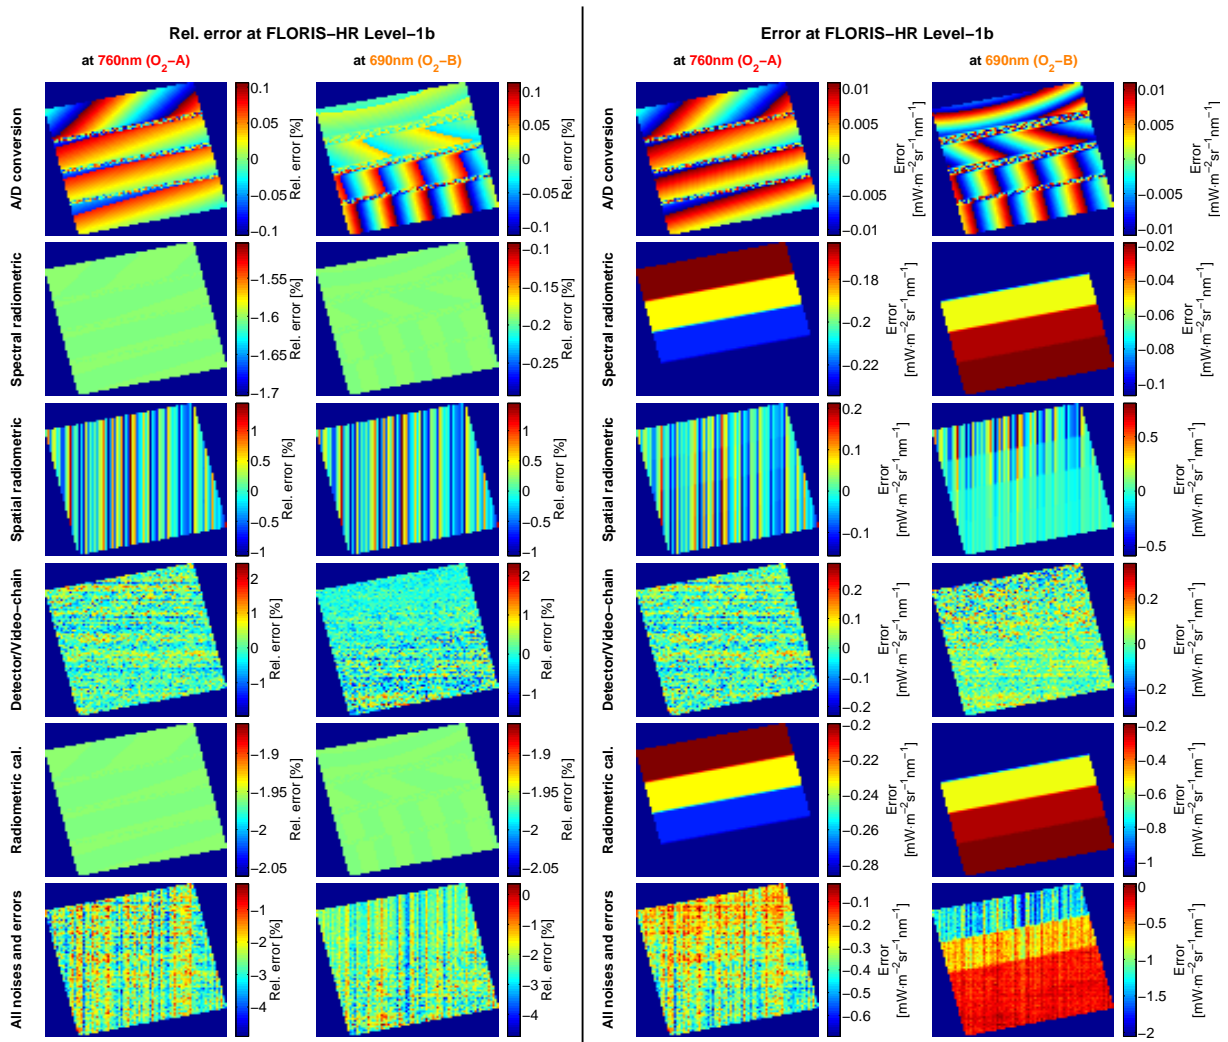 Rel. error at FLORIS–HR Level–1b
Error at FLORIS–HR Level–1b
at 760nm (O2–A)
at 690nm (O2–B)
at 760nm (O2–A)
at 690nm (O2–B)
A/D conversion
0.1
0.05
0
−0.05
−0.1
Rel. error [%]
0.1
0.05
0
−0.05
−0.1
Rel. error [%]
A/D conversion
0.01
0.005
0
−0.005
−0.01
Error
[mW·m−2sr−1nm−1]
0.01
0.005
0
−0.005
−0.01
Error
[mW·m−2sr−1nm−1]
Spectral radiometric
−1.55
−1.6
−1.65
−1.7
Rel. error [%]
−0.1
−0.15
−0.2
−0.25
Rel. error [%]
Spectral radiometric
−0.18
−0.2
−0.22
Error
[mW·m−2sr−1nm−1]
−0.02
−0.04
−0.06
−0.08
−0.1
Error
[mW·m−2sr−1nm−1]
Spatial radiometric
1
0.5
0
−0.5
−1
Rel. error [%]
1
0.5
0
−0.5
−1
Rel. error [%]
Spatial radiometric
0.2
0.1
0
−0.1
Error
[mW·m−2sr−1nm−1]
0.5
0
−0.5
Error
[mW·m−2sr−1nm−1]
Detector/Video–chain
2
1
0
−1
Rel. error [%]
2
1
0
−1
Rel. error [%]
Detector/Video–chain
0.2
0.1
0
−0.1
−0.2
Error
[mW·m−2sr−1nm−1]
0.2
0
−0.2
Error
[mW·m−2sr−1nm−1]
Radiometric cal.
−1.9
−1.95
−2
−2.05
Rel. error [%]
−1.9
−1.95
−2
−2.05
Rel. error [%]
Radiometric cal.
−0.2
−0.22
−0.24
−0.26
−0.28
Error
[mW·m−2sr−1nm−1]
−0.2
−0.4
−0.6
−0.8
−1
Error
[mW·m−2sr−1nm−1]
All noises and errors
−1
−2
−3
−4
Rel. error [%]
0
−1
−2
−3
−4
Rel. error [%]
All noises and errors
−0.1
−0.2
−0.3
−0.4
−0.5
−0.6
Error
[mW·m−2sr−1nm−1]
0
−0.5
−1
−1.5
−2
Error
[mW·m−2sr−1nm−1]